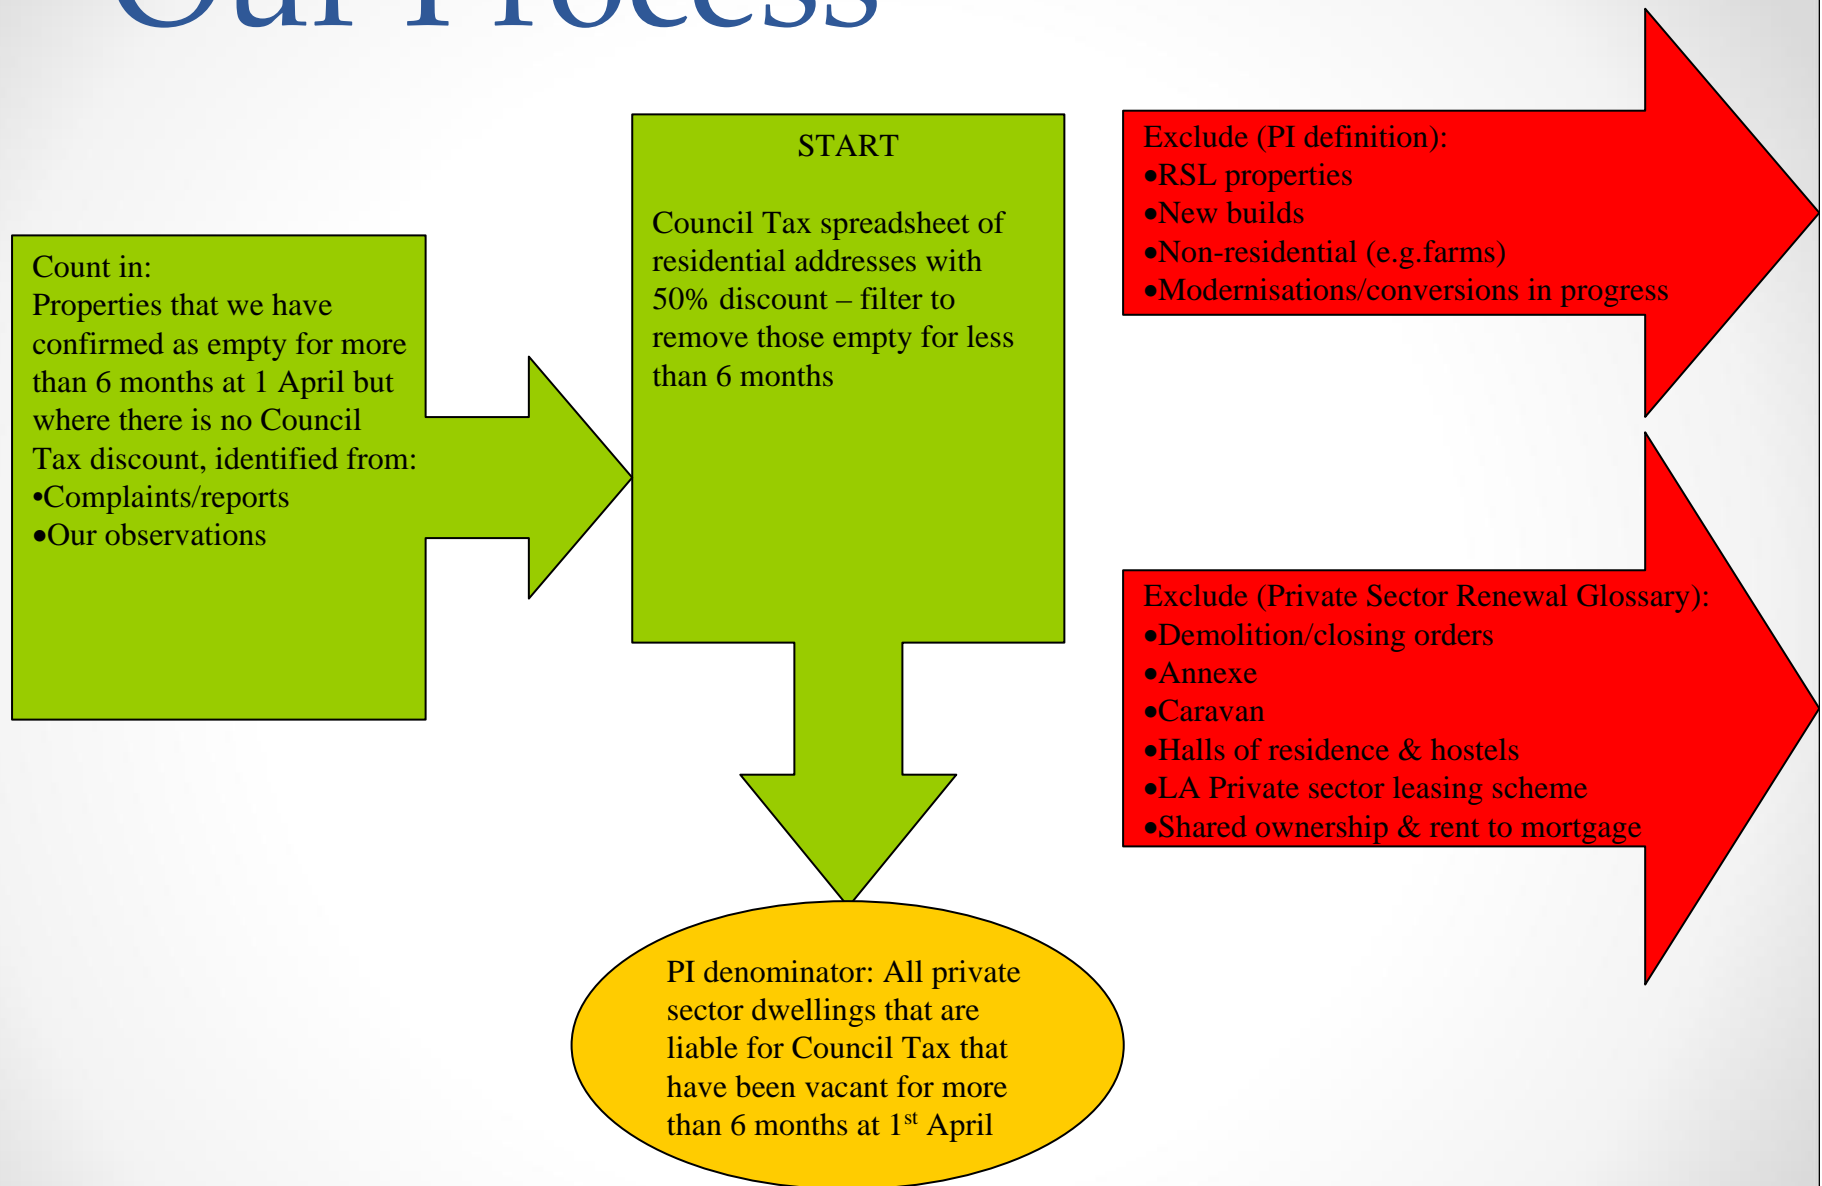 Our Process
Count in:
Properties that we have
confirmed as empty for more
than 6 months at 1 April but
where there is no Council
Tax discount, identified from:
•Complaints/reports
•Our observations
START
Council Tax spreadsheet of
residential addresses with
50% discount – filter to
remove those empty for less
than 6 months
Exclude (PI definition):
•RSL properties
•New builds
•Non-residential (e.g.farms)
•Modernisations/conversions in progress
Exclude (Private Sector Renewal Glossary):
•Demolition/closing orders
•Annexe
•Caravan
•Halls of residence & hostels
•LA Private sector leasing scheme
•Shared ownership & rent to mortgage
PI denominator: All private
sector dwellings that are
liable for Council Tax that
have been vacant for more
than 6 months at 1st April